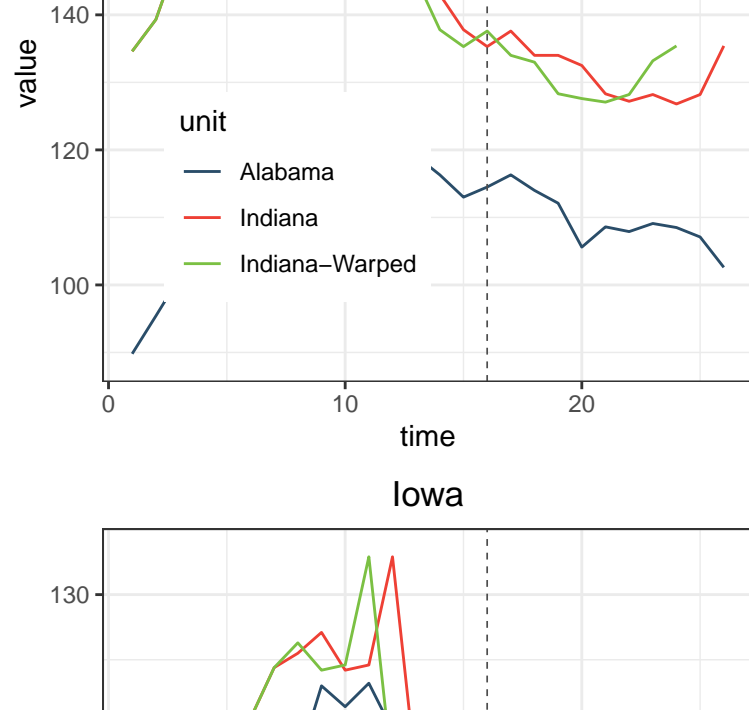 140
value
unit
120
Alabama
Indiana
Indiana−Warped
100
0 10 20
time
Iowa
130